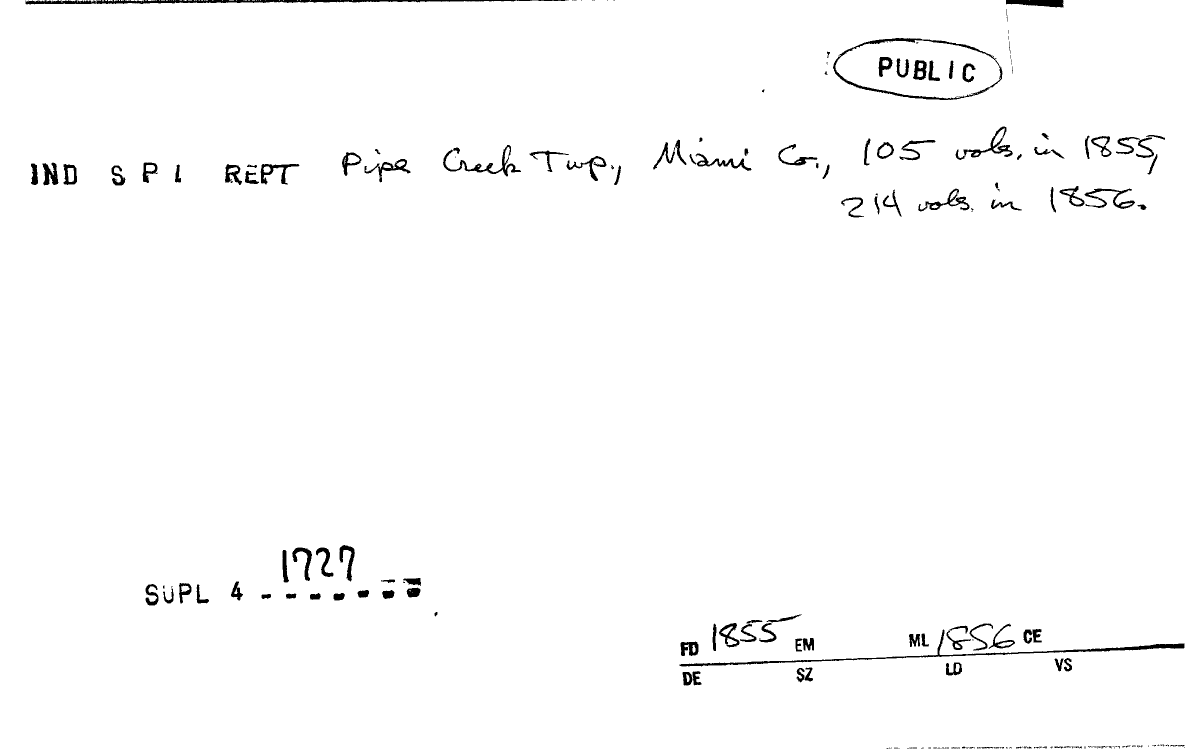 PUBLIC
IND S P I REPT Pipe Creek Twp., Miami Co., 105 vols. in 1855,
214 vols. in 1856.
1727
SUPL 4 - - - - - - -
FD 1855 EM ML 1856 CE
DE SZ LD VS